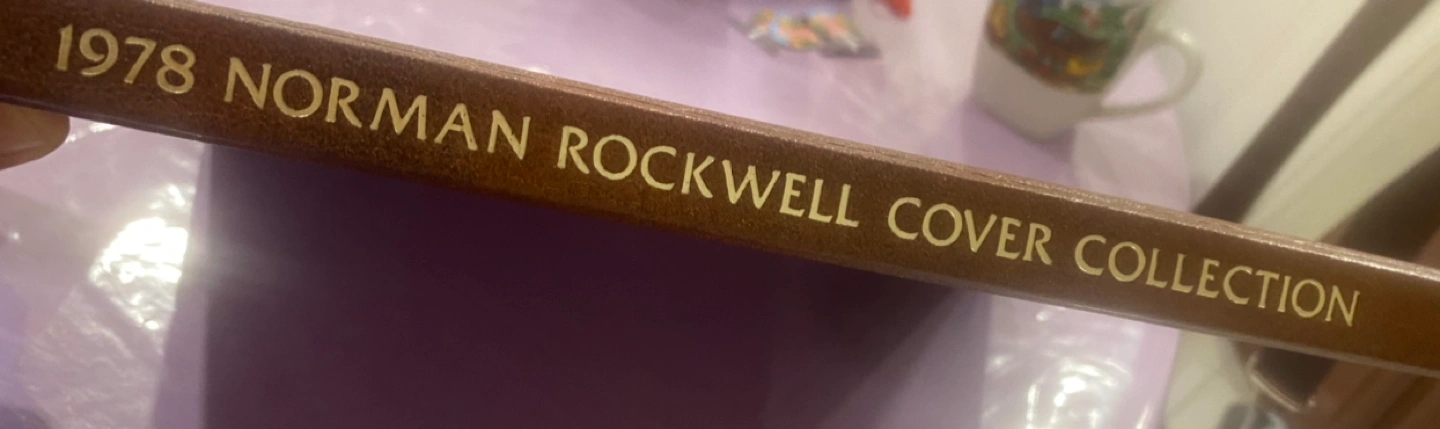 1978 NORMAN ROCKWELL COVER COLLECTION